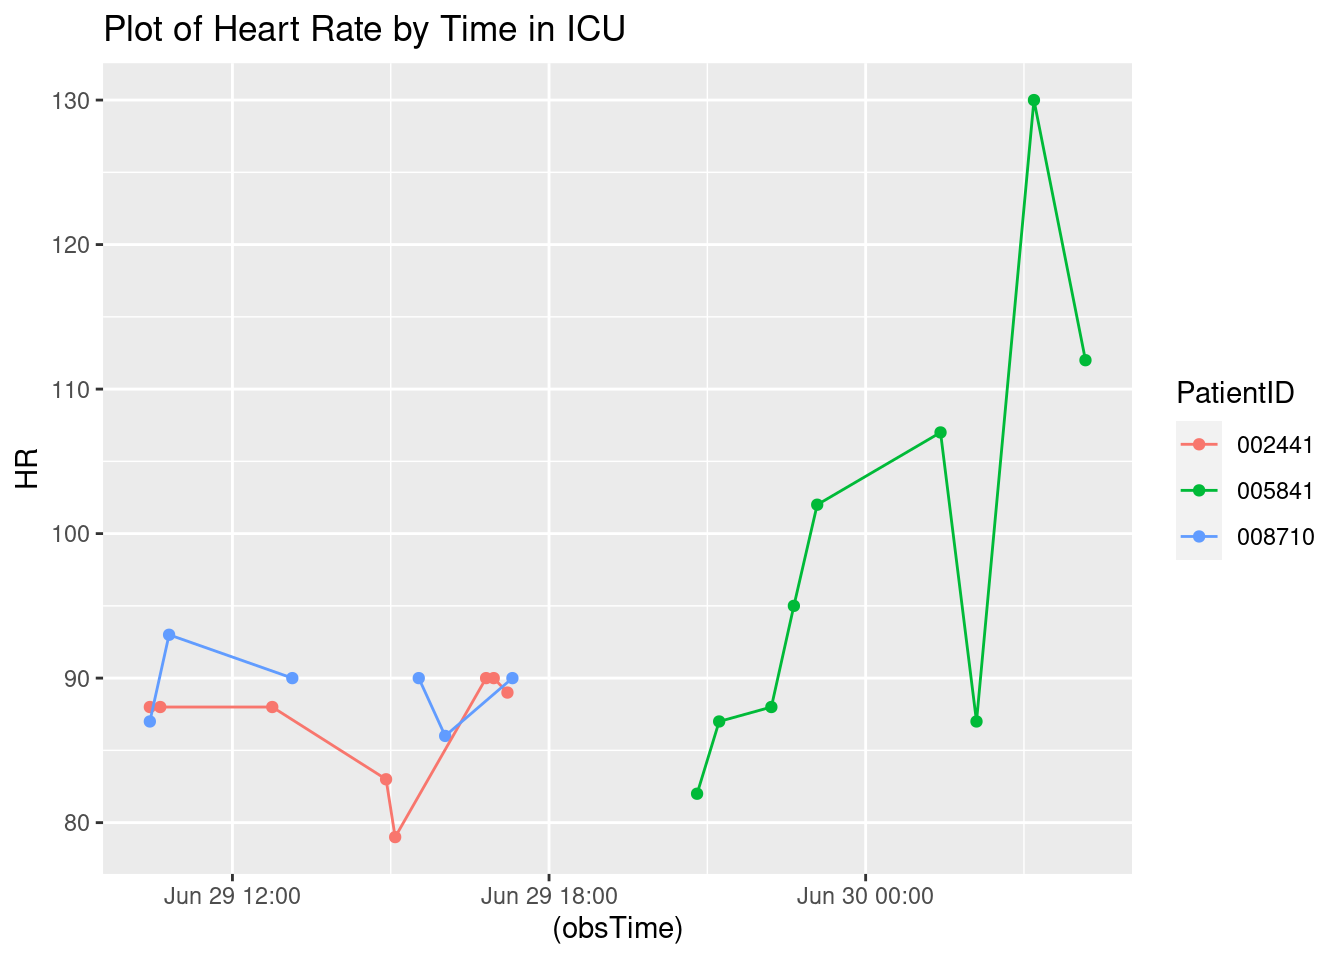 Plot of Heart Rate by Time in ICU
130
120
110
100
90
80
HR
Jun 29 12:00
Jun 29 18:00
Jun 30 00:00
(obsTime)
PatientID
002441
005841
008710